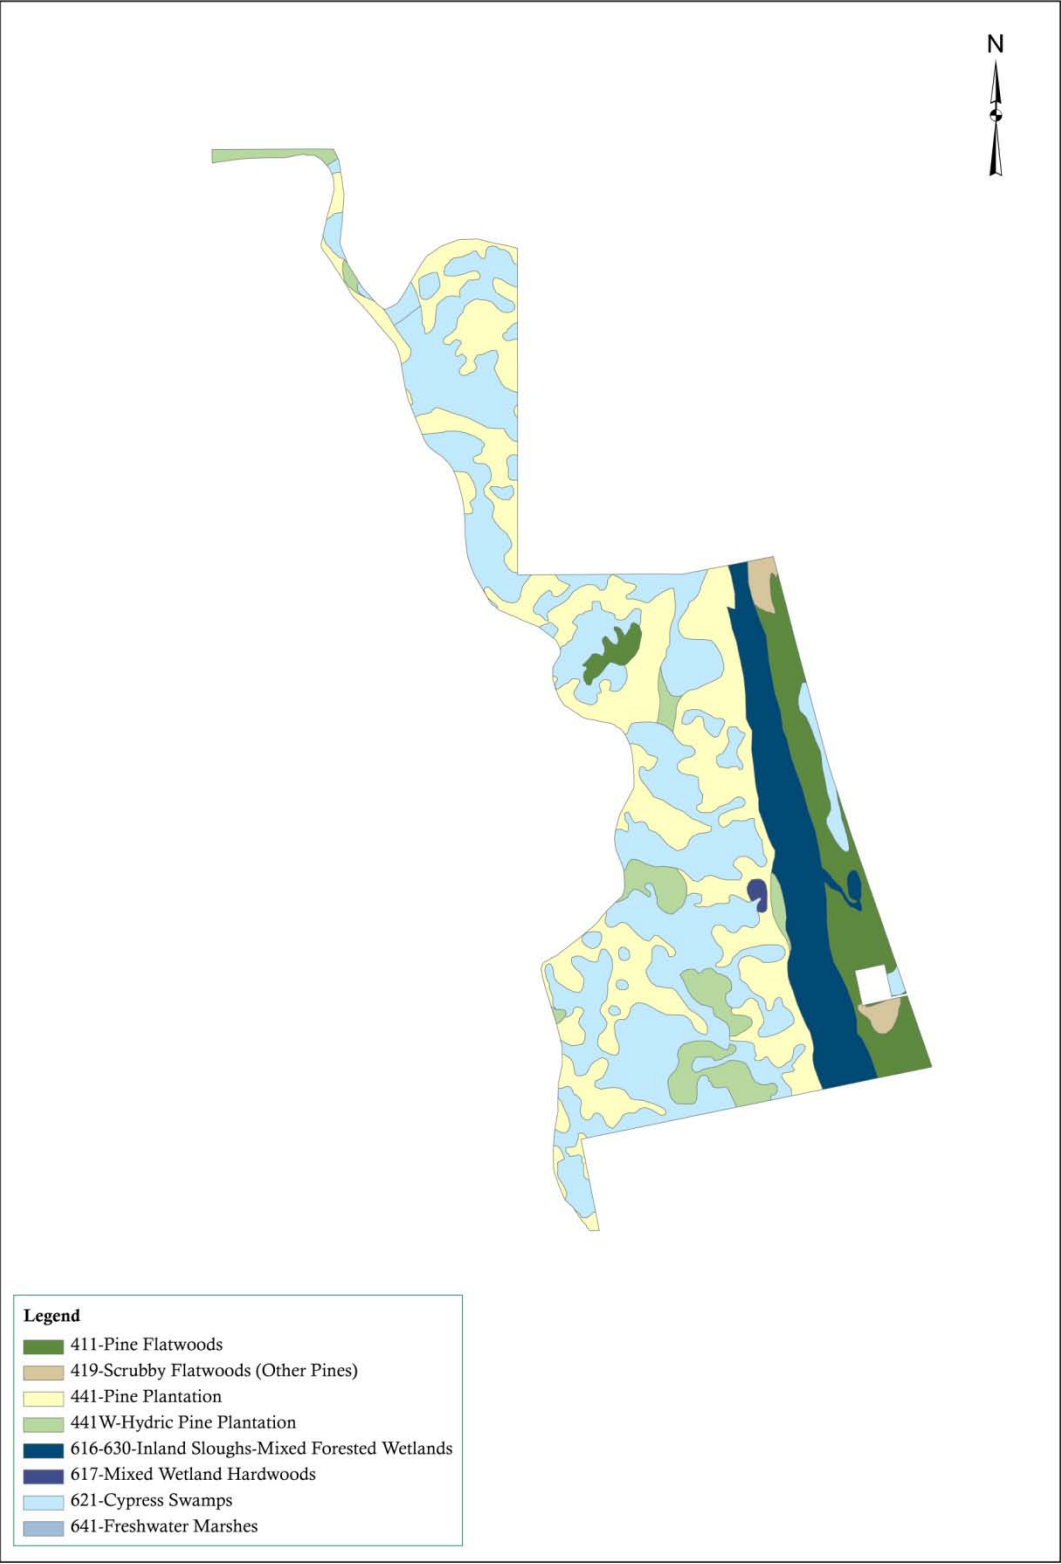 N
Legend
411-Pine Flatwoods
419-Scrubby Flatwoods (Other Pines)
441-Pine Plantation
441W-Hydric Pine Plantation
616-630-Inland Sloughs-Mixed Forested Wetlands
617-Mixed Wetland Hardwoods
621-Cypress Swamps
641-Freshwater Marshes